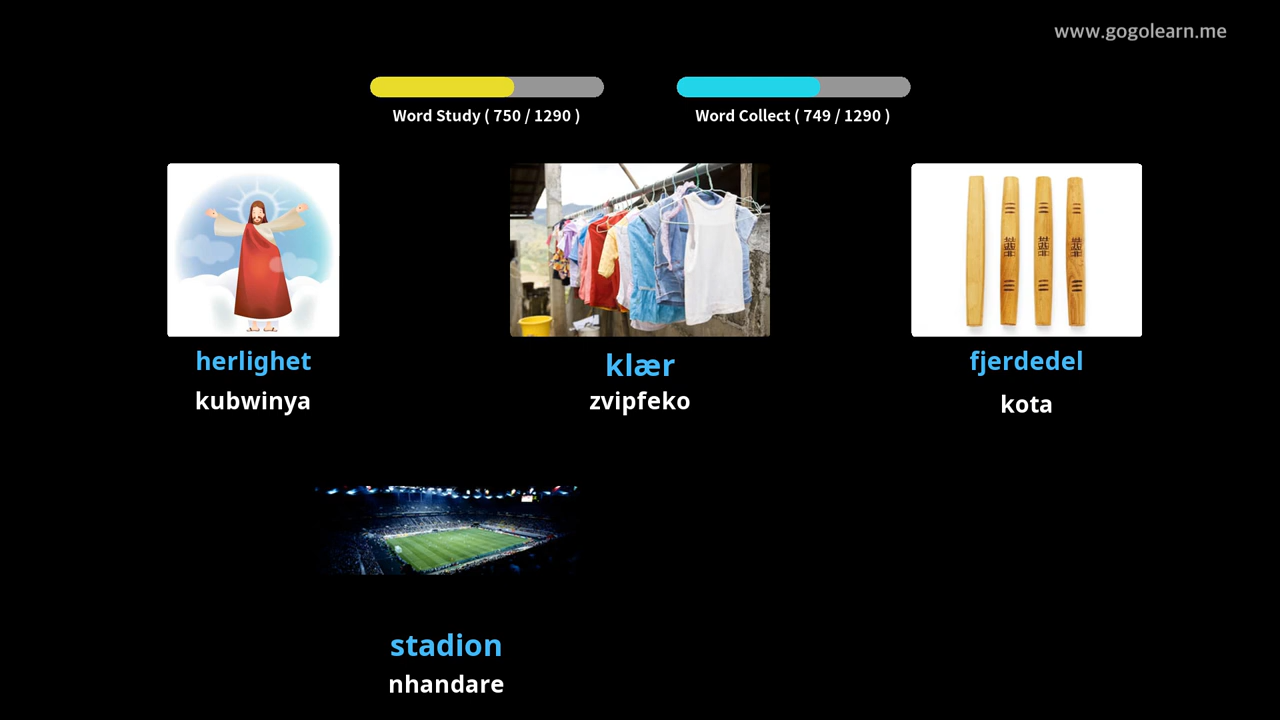 www.gogolearn.me
Word Study ( 750 / 1290 )
Word Collect ( 749 / 1290 )
herlighet
kubwinya
klær
zvipfeko
fjerdedel
kota
stadion
nhandare